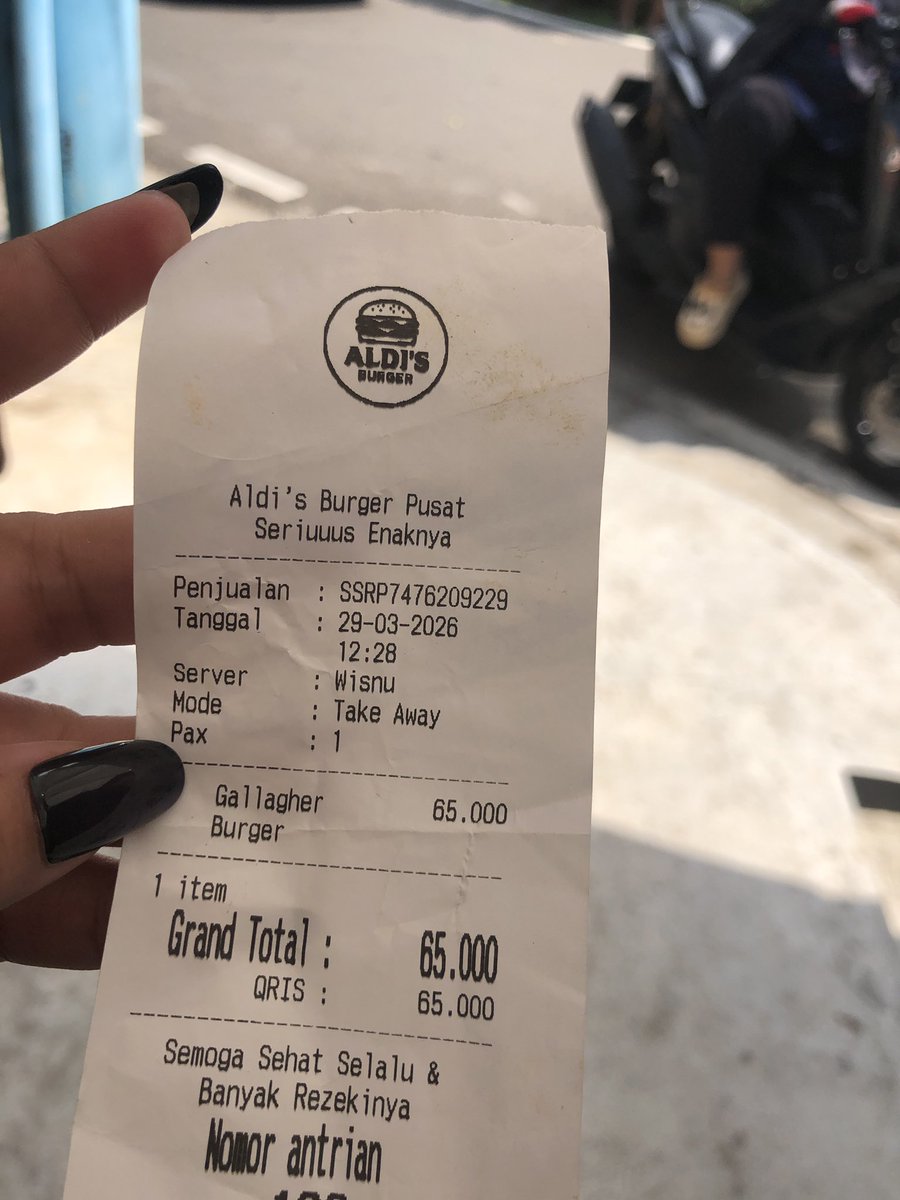 ALDI'S
BURGER
Aldi's Burger Pusat
Seriuuus Enaknya
Penjualan : SSRP7476209229
Tanggal : 29-03-2026
12:28
Server : Wisnu
Mode : Take Away
Pax : 1
Gallagher 65.000
Burger
1 item
Grand Total : 65.000
QRIS : 65.000
Semoga Sehat Selalu &
Banyak Rezekinya
Nomor antrian